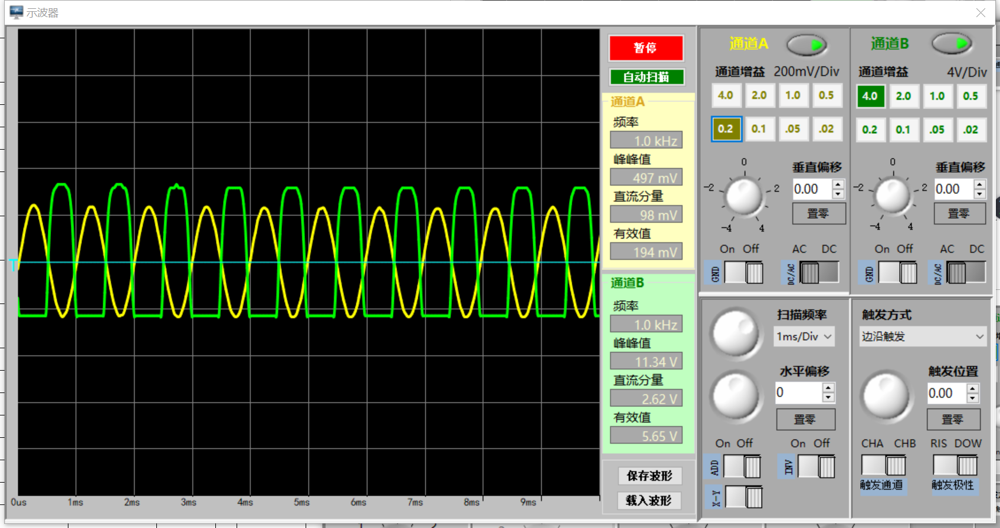 示波器
T
0us 1ms 2ms 3ms 4ms 5ms 6ms 7ms 8ms 9ms
暂停
自动扫描
通道A
频率
1.0 kHz
峰峰值
497 mV
直流分量
98 mV
有效值
194 mV
通道B
频率
1.0 kHz
峰峰值
11.34 V
直流分量
2.62 V
有效值
5.65 V
保存波形
载入波形
通道A
通道增益 200mV/Div
4.0 2.0 1.0 0.5
0.2 0.1 .05 .02
0
-2 2
-4 4
垂直偏移
0.00
置零
On Off
GND
AC DC
DC/AC
通道B
通道增益 4V/Div
4.0 2.0 1.0 0.5
0.2 0.1 .05 .02
0
-2 2
-4 4
垂直偏移
0.00
置零
On Off
GND
AC DC
DC/AC
扫描频率
1ms/Div
水平偏移
0
置零
On Off
ADD
On Off
INV
X-Y
触发方式
边沿触发
触发位置
0.00
置零
CHA CHB
触发通道
RIS DOW
触发极性